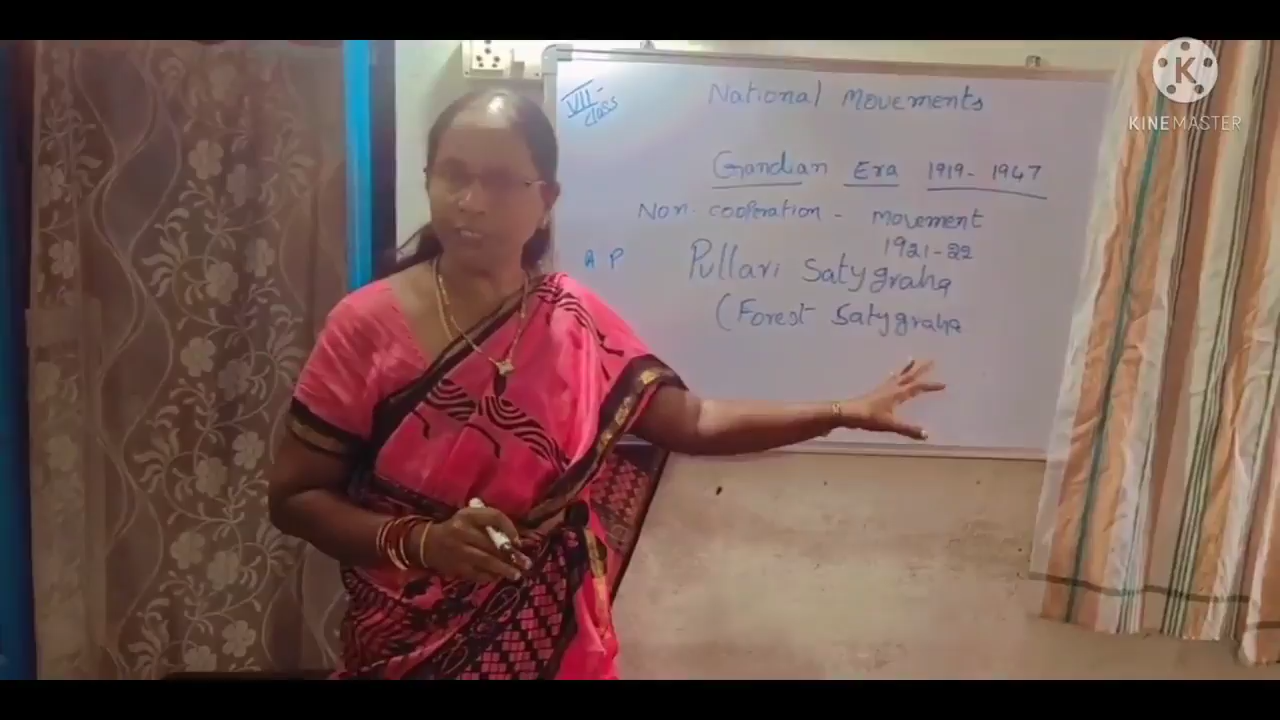 VII - class
National Movements
Gandian Era 1919-1947
Non-cooperation - Movement
1921-22
A P Pullari Satygraha
(Forest Satygraha
K
KINEMASTER